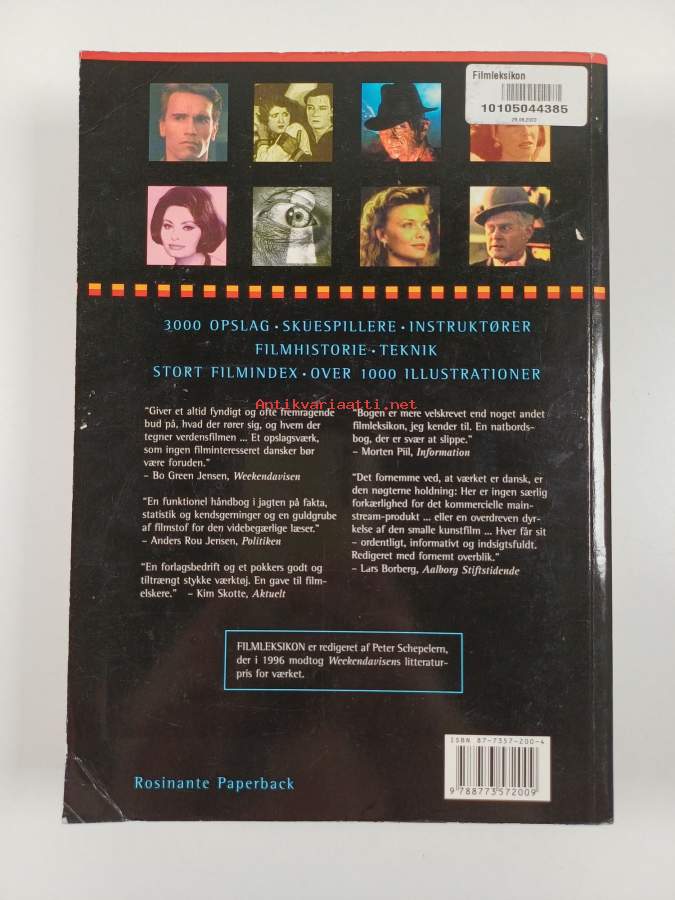 Filmleksikon
10105044385
29.09.2023
3000 OPSLAG · SKUESPILLERE · INSTRUKTØRER
FILMHISTORIE · TEKNIK
STORT FILMINDEX · OVER 1000 ILLUSTRATIONER
Antikvariaatti.net
"Giver et altid fyndigt og ofte fremragende
bud på, hvad der rører sig, og hvem der
tegner verdensfilmen ... Et opslagsværk,
som ingen filminteresseret dansker bør
være foruden."
– Bo Green Jensen, Weekendavisen
"En funktionel håndbog i jagten på fakta,
statistik og kendsgerninger og en guldgrube
af filmstof for den videbegærlige læser."
– Anders Rou Jensen, Politiken
"En forlagsbedrift og et pokkers godt og
tiltrængt stykke værktøj. En gave til film-
elskere." – Kim Skotte, Aktuelt
"Bogen er mere velskrevet end noget andet
filmleksikon, jeg kender til. En natbords-
bog, der er svær at slippe."
– Morten Piil, Information
"Det fornemme ved, at værket er dansk, er
den nøgterne holdning: Her er ingen særlig
forkærlighed for det kommercielle main-
stream-produkt ... eller en overdreven dyr-
kelse af den smalle kunstfilm ... Hver får sit
– ordentligt, informativt og indsigtsfuldt.
Redigeret med fornemt overblik."
– Lars Borberg, Aalborg Stiftstidende
FILMLEKSIKON er redigeret af Peter Schepelern,
der i 1996 modtog Weekendavisens litteratur-
pris for værket.
ISBN 87-7357-200-4
9 788773 572009
Rosinante Paperback